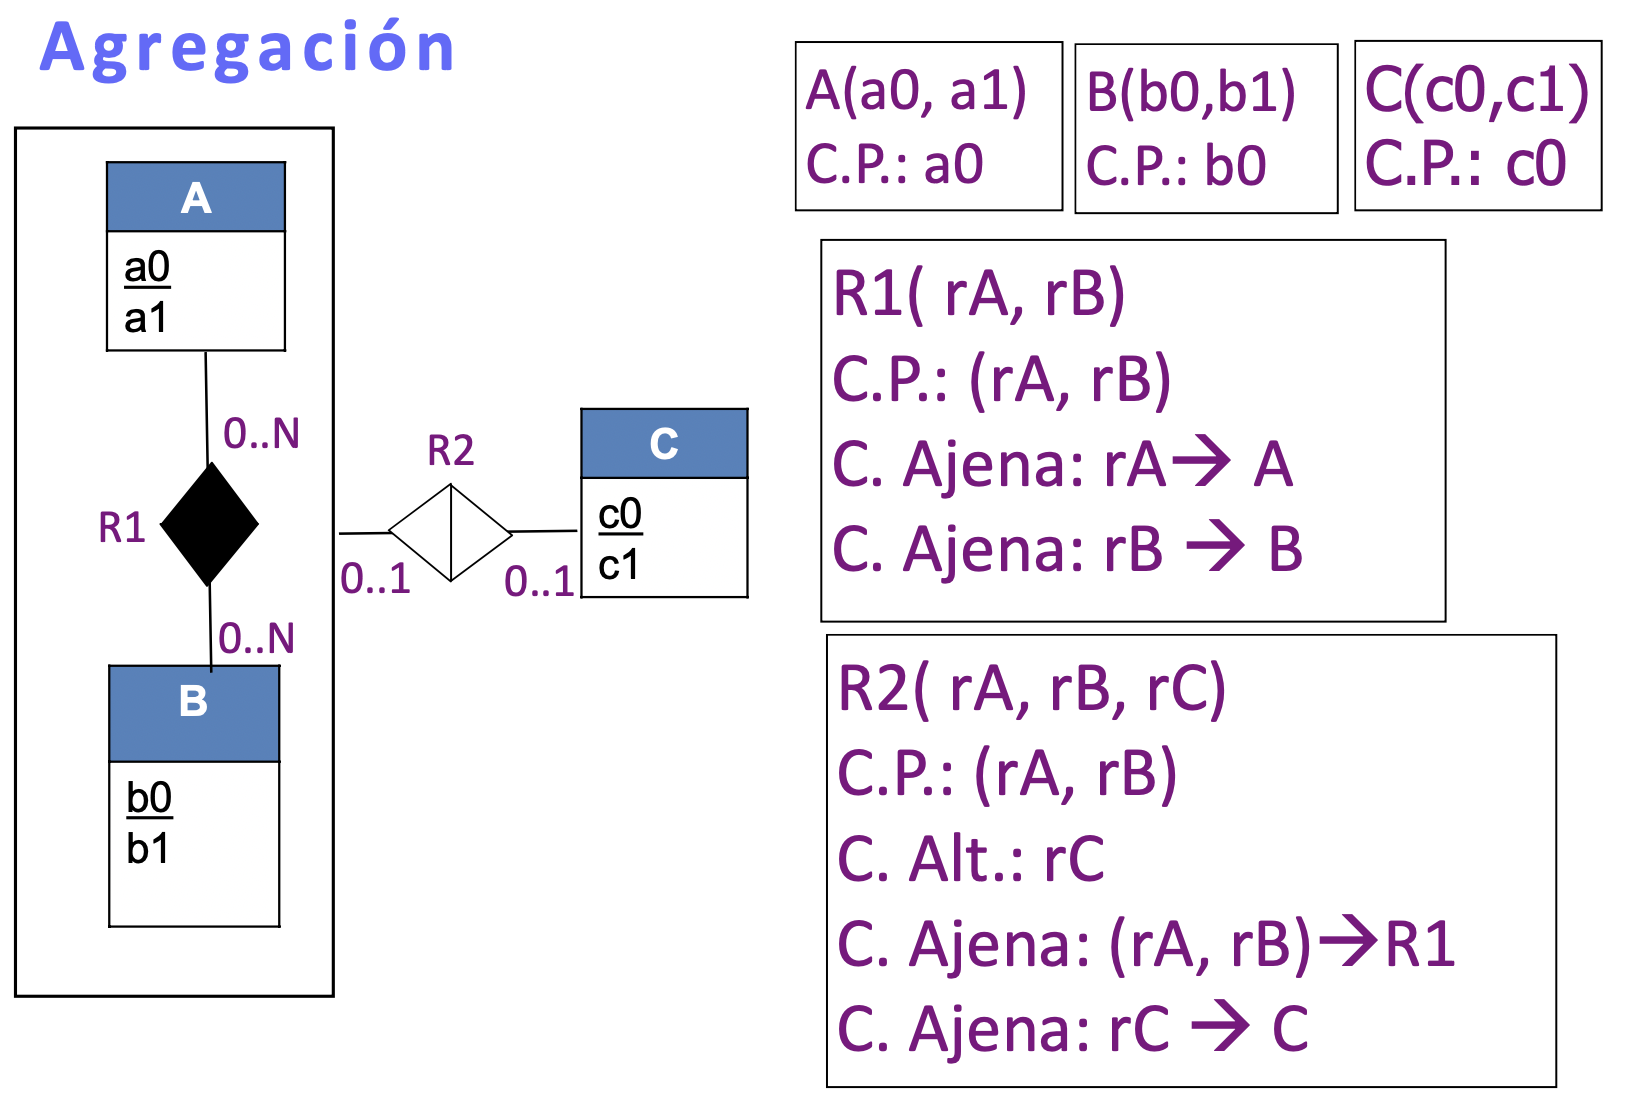 Agregación
A
a0
a1
0..N
R1
0..N
B
b0
b1
R2
0..1
0..1
C
c0
c1
A(a0, a1)
C.P.: a0
B(b0,b1)
C.P.: b0
C(c0,c1)
C.P.: c0
R1( rA, rB)
C.P.: (rA, rB)
C. Ajena: rA→ A
C. Ajena: rB → B
R2( rA, rB, rC)
C.P.: (rA, rB)
C. Alt.: rC
C. Ajena: (rA, rB)→R1
C. Ajena: rC → C